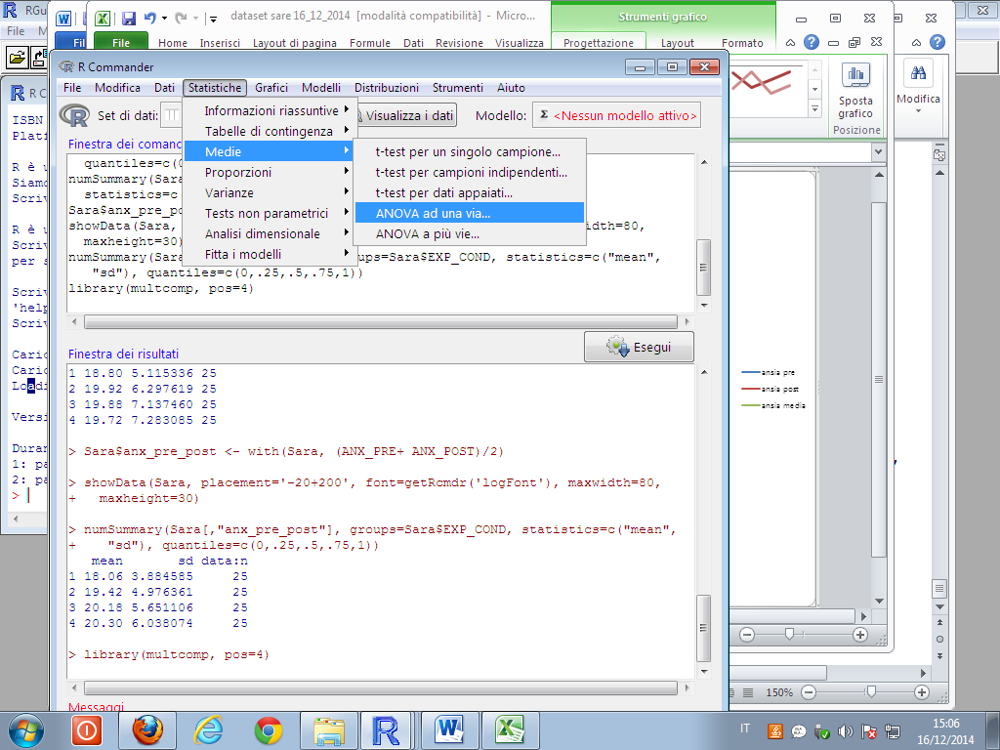 RGu
dataset sare 16_12_2014 [modalità compatibilità] - Micro...
Strumenti grafico
File M
Fil
File Home Inserisci Layout di pagina Formule Dati Revisione Visualizza Progettazione Layout Formato
R Commander
File Modifica Dati Statistiche Grafici Modelli Distribuzioni Strumenti Aiuto
Set di dati: Visualizza i dati Modello: Σ <Nessun modello attivo>
Informazioni riassuntive
Tabelle di contingenza
Medie
Proporzioni
Varianze
Tests non parametrici
Analisi dimensionale
Fitta i modelli
t-test per un singolo campione...
t-test per campioni indipendenti...
t-test per dati appaiati...
ANOVA ad una via...
ANOVA a più vie...
Finestra dei comand
quantiles=c(0
numSummary(Sara
statistics=c(
Sara$anx_pre_po
showData(Sara, width=80,
maxheight=30)
numSummary(Sara groups=Sara$EXP_COND, statistics=c("mean",
"sd"), quantiles=c(0,.25,.5,.75,1))
library(multcomp, pos=4)
Esegui
Finestra dei risultati
1 18.80 5.115336 25
2 19.92 6.297619 25
3 19.88 7.137460 25
4 19.72 7.283085 25
> Sara$anx_pre_post <- with(Sara, (ANX_PRE+ ANX_POST)/2)
> showData(Sara, placement='-20+200', font=getRcmdr('logFont'), maxwidth=80,
+ maxheight=30)
> numSummary(Sara[,"anx_pre_post"], groups=Sara$EXP_COND, statistics=c("mean",
+ "sd"), quantiles=c(0,.25,.5,.75,1))
mean sd data:n
1 18.06 3.884585 25
2 19.42 4.976361 25
3 20.18 5.651106 25
4 20.30 6.038074 25
> library(multcomp, pos=4)
Messaggi
R C
ISBN
Platf
R è u
Siamo
Scriv
R è u
Scriv
per s
Scriv
'help
Scriv
Caric
Caric
Loadi
Versi
Duran
1: pa
2: pa
>
Sposta
grafico
Posizione
Modifica
ansia pre
ansia post
ansia media
150%
IT
15:06
16/12/2014